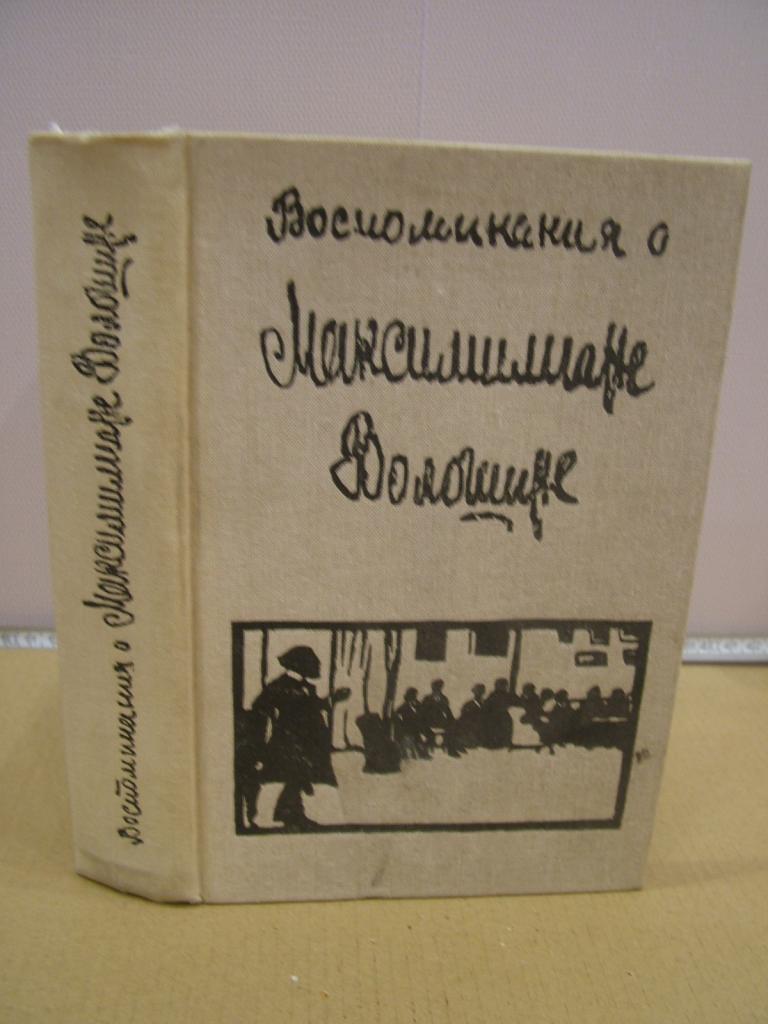 Воспоминания о
Максимилиане
Волошине
Воспоминания о Максимилиане Волошине